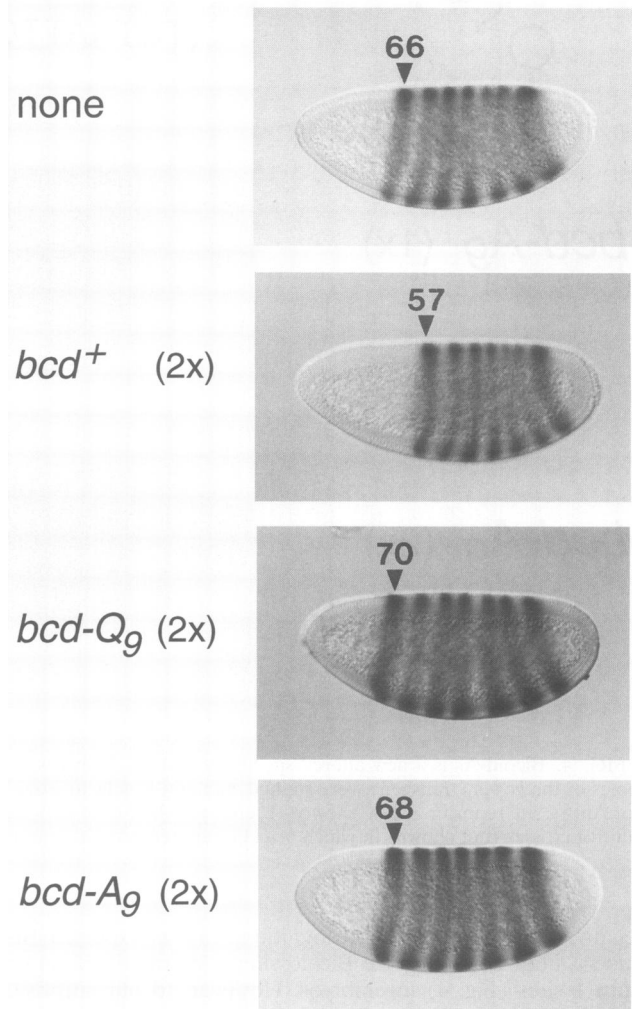 66
none
57
bcd+ (2x)
70
bcd-Q9 (2x)
68
bcd-A9 (2x)